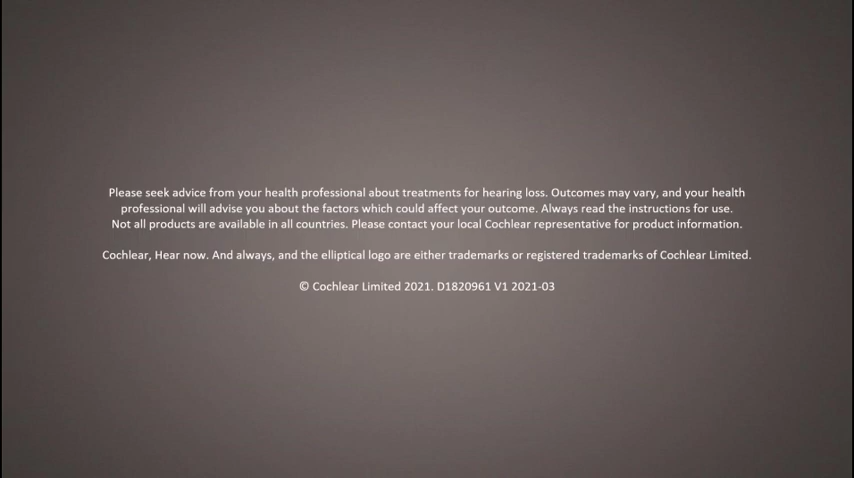 Please seek advice from your health professional about treatments for hearing loss. Outcomes may vary, and your health
professional will advise you about the factors which could affect your outcome. Always read the instructions for use.
Not all products are available in all countries. Please contact your local Cochlear representative for product information.
Cochlear, Hear now. And always, and the elliptical logo are either trademarks or registered trademarks of Cochlear Limited.
© Cochlear Limited 2021. D1820961 V1 2021-03